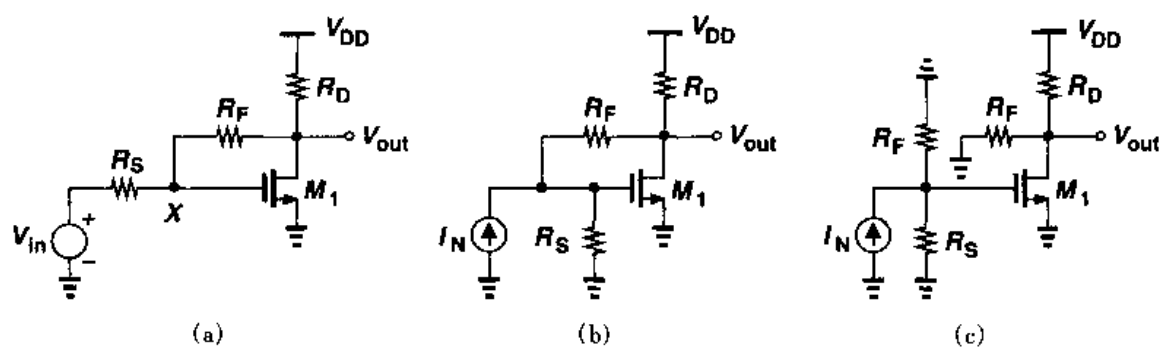 V_DD
R_D
R_F
V_out
R_S
X
M_1
V_in
+
−
(a)
V_DD
R_D
R_F
V_out
M_1
I_N
R_S
(b)
V_DD
R_D
R_F
R_F
V_out
M_1
I_N
R_S
(c)